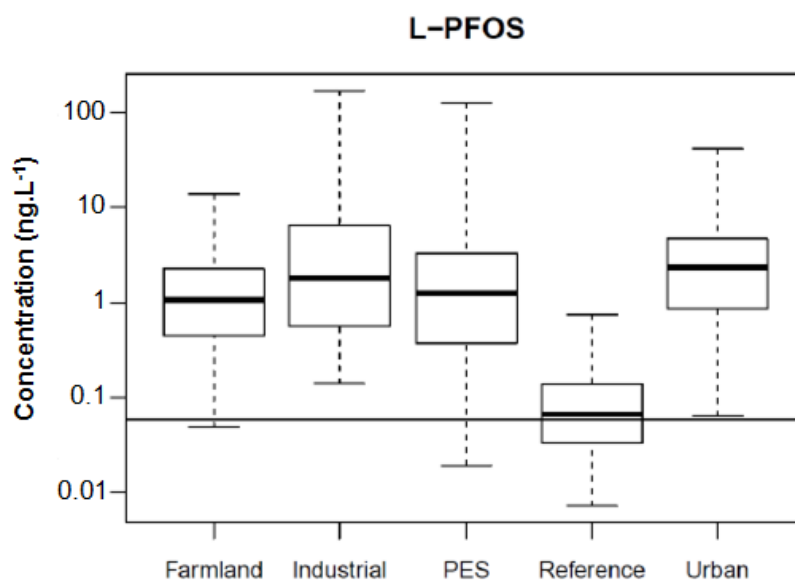 L−PFOS
Concentration (ng.L-1)
100
10
1
0.1
0.01
Farmland Industrial PES Reference Urban